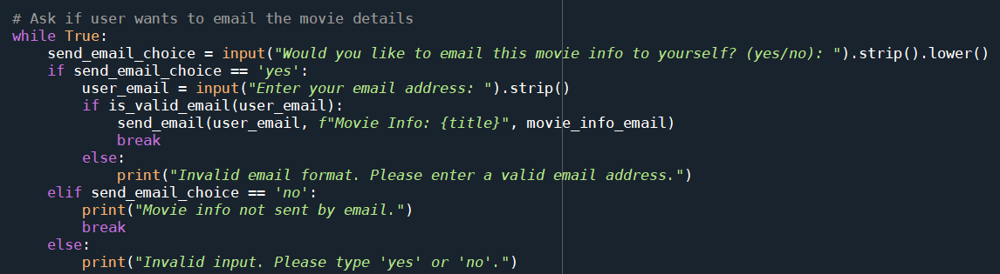 # Ask if user wants to email the movie details
while True:
    send_email_choice = input("Would you like to email this movie info to yourself? (yes/no): ").strip().lower()
    if send_email_choice == 'yes':
        user_email = input("Enter your email address: ").strip()
        if is_valid_email(user_email):
            send_email(user_email, f"Movie Info: {title}", movie_info_email)
            break
        else:
            print("Invalid email format. Please enter a valid email address.")
    elif send_email_choice == 'no':
        print("Movie info not sent by email.")
        break
    else:
        print("Invalid input. Please type 'yes' or 'no'.")